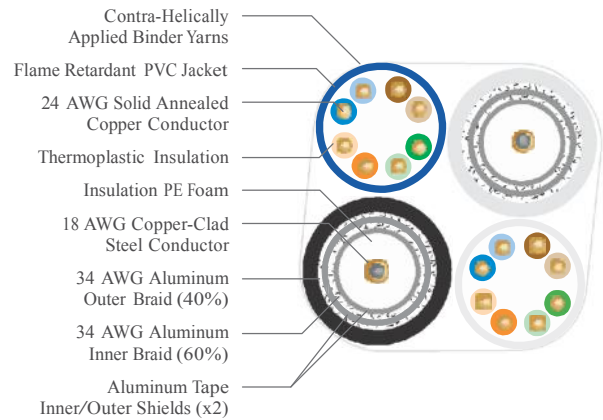 Contra-Helically
Applied Binder Yarns
Flame Retardant PVC Jacket
24 AWG Solid Annealed
Copper Conductor
Thermoplastic Insulation
Insulation PE Foam
18 AWG Copper-Clad
Steel Conductor
34 AWG Aluminum
Outer Braid (40%)
34 AWG Aluminum
Inner Braid (60%)
Aluminum Tape
Inner/Outer Shields (x2)